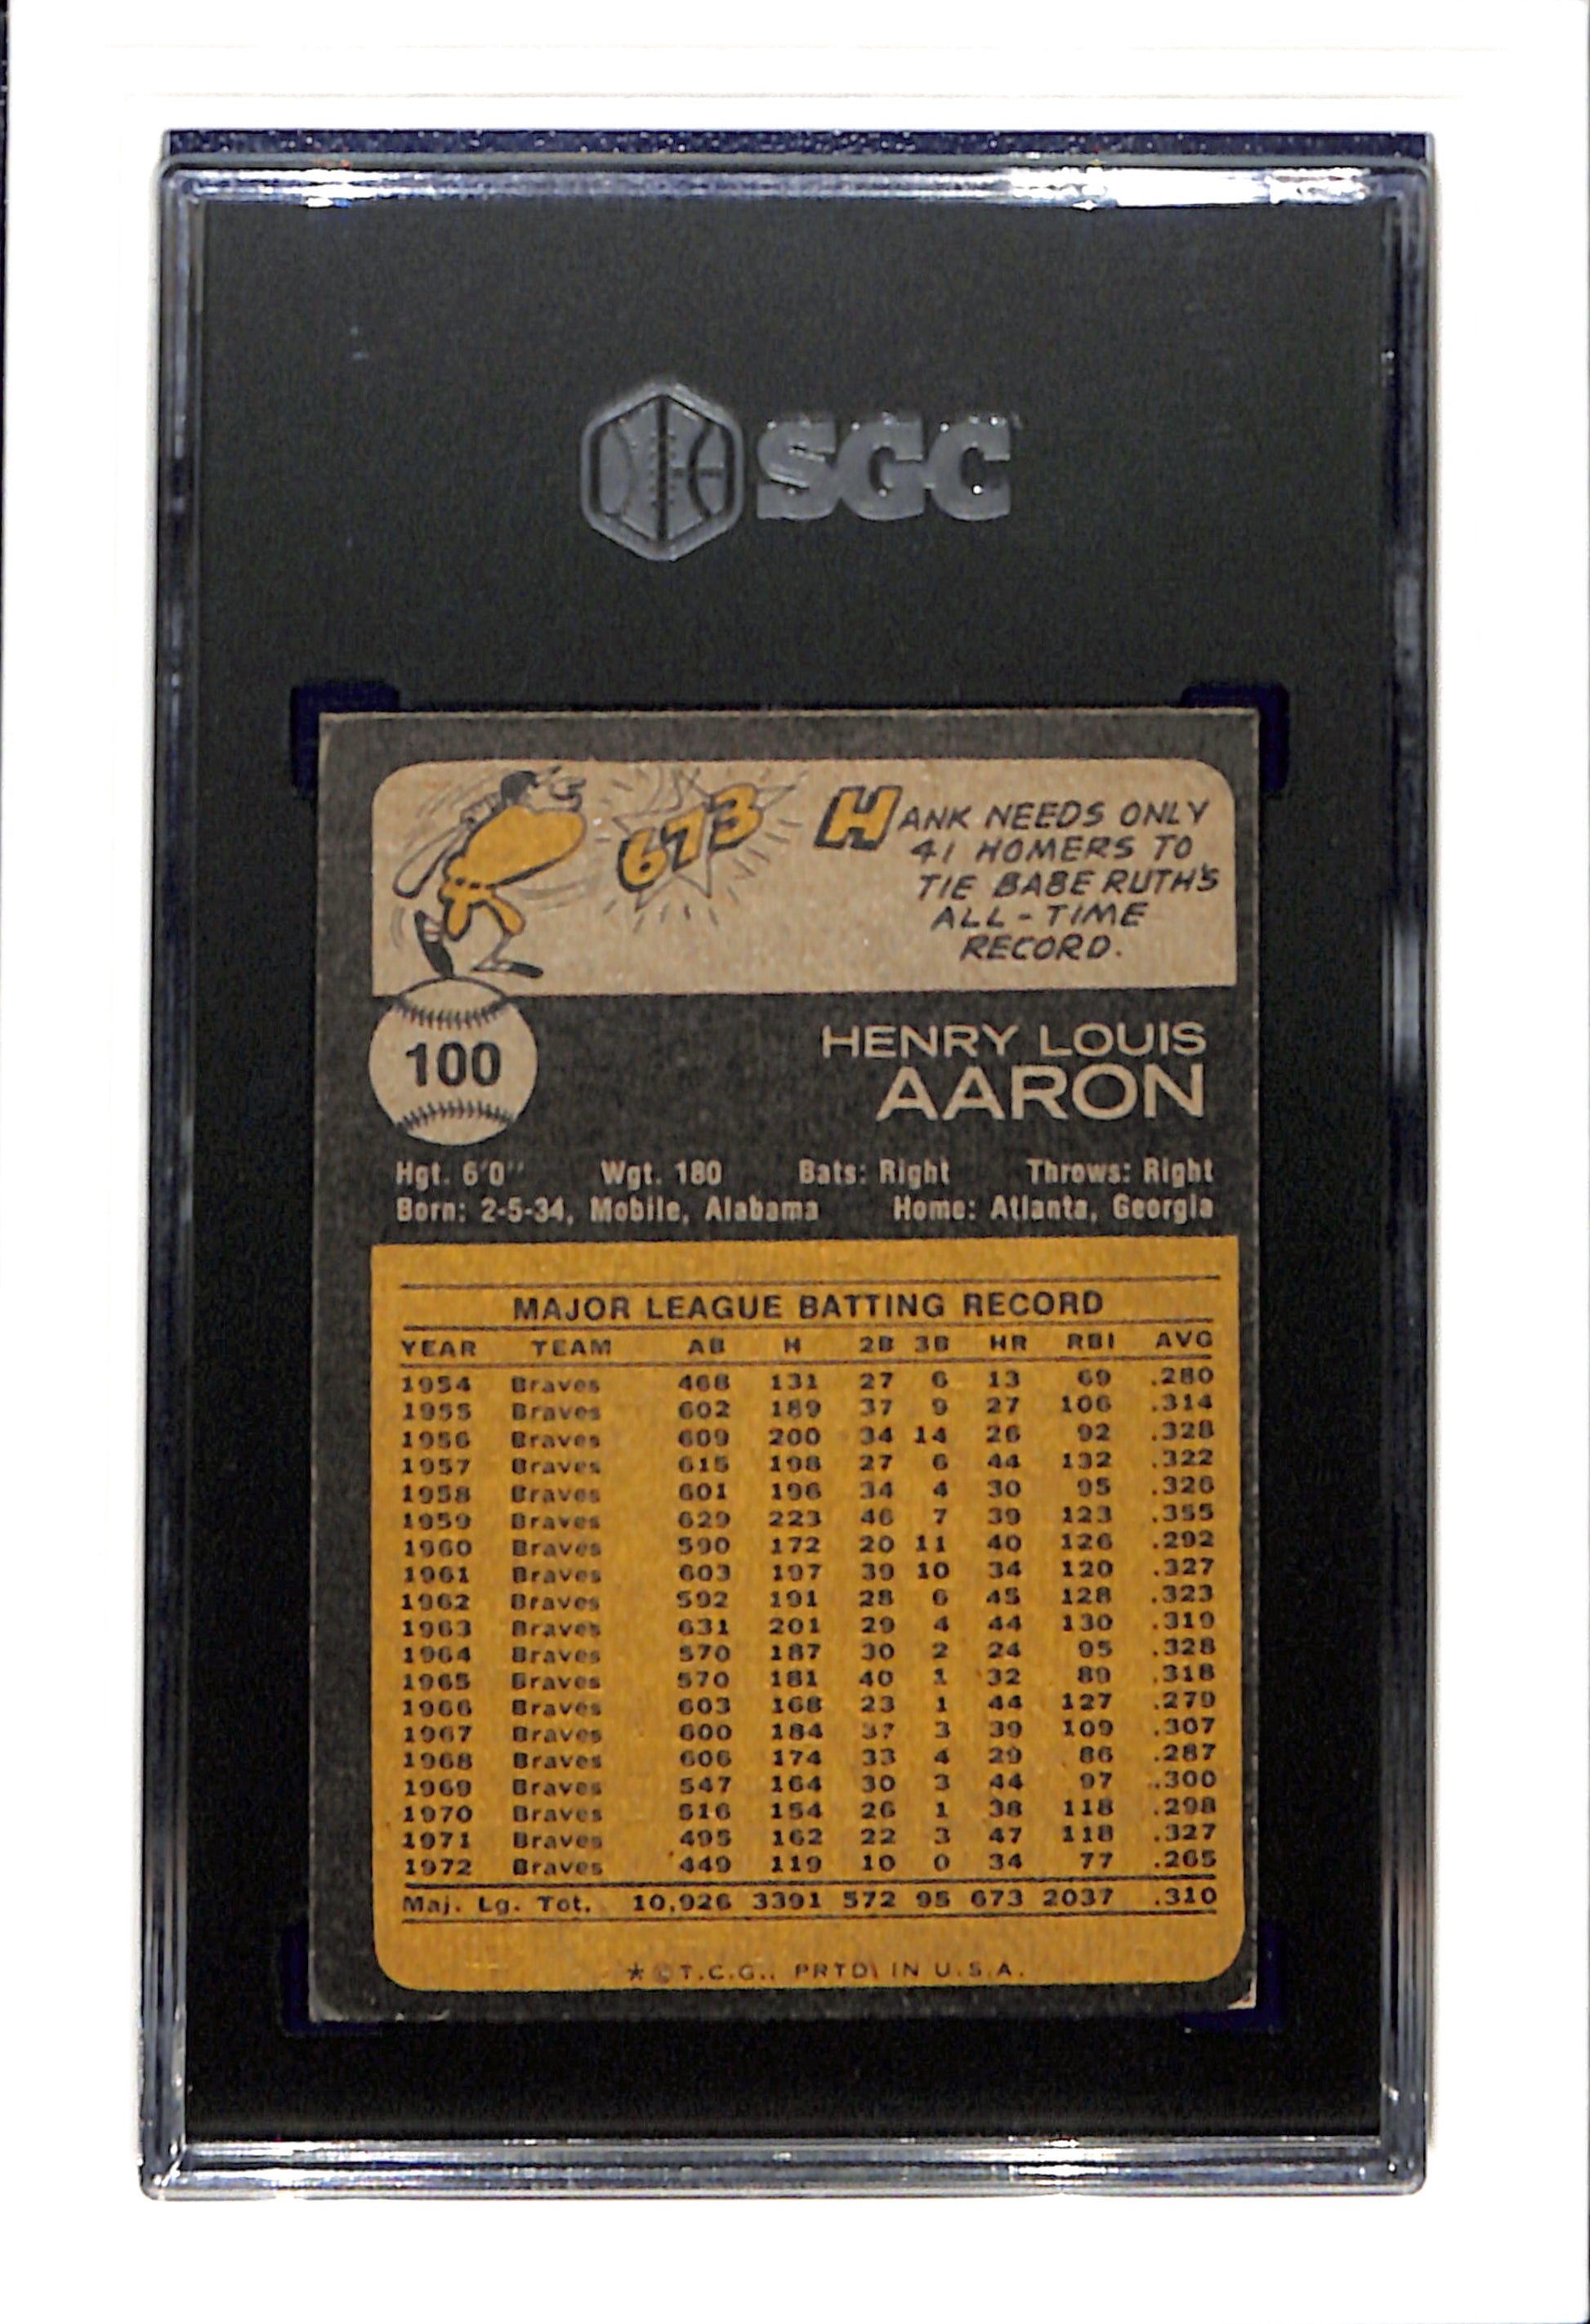 SGC
673
HANK NEEDS ONLY
41 HOMERS TO
TIE BABE RUTH'S
ALL-TIME
RECORD.
100
HENRY LOUIS
AARON
Hgt. 6'0" Wgt. 180 Bats: Right Throws: Right
Born: 2-5-34, Mobile, Alabama Home: Atlanta, Georgia
MAJOR LEAGUE BATTING RECORD
YEAR TEAM AB H 2B 3B HR RBI AVG
1954 Braves 468 131 27 6 13 69 .280
1955 Braves 602 189 37 9 27 106 .314
1956 Braves 609 200 34 14 26 92 .328
1957 Braves 615 198 27 6 44 132 .322
1958 Braves 601 196 34 4 30 95 .326
1959 Braves 629 223 46 7 39 123 .355
1960 Braves 590 172 20 11 40 126 .292
1961 Braves 603 197 39 10 34 120 .327
1962 Braves 592 191 28 6 45 128 .323
1963 Braves 631 201 29 4 44 130 .319
1964 Braves 570 187 30 2 24 95 .328
1965 Braves 570 181 40 1 32 89 .318
1966 Braves 603 168 23 1 44 127 .279
1967 Braves 600 184 37 3 39 109 .307
1968 Braves 606 174 33 4 29 86 .287
1969 Braves 547 164 30 3 44 97 .300
1970 Braves 516 154 26 1 38 118 .298
1971 Braves 495 162 22 3 47 118 .327
1972 Braves 449 119 10 0 34 77 .265
Maj. Lg. Tot. 10,926 3391 572 95 673 2037 .310
★ © T.C.G., PRTD. IN U.S.A.